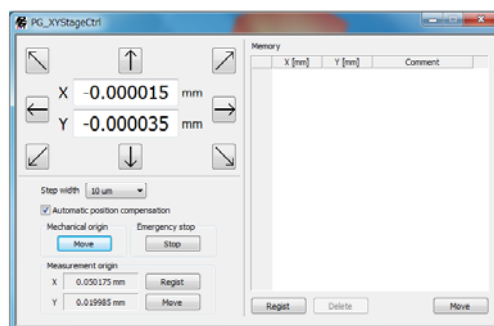 PG_XYStageCtrl
X -0.000015 mm
Y -0.000035 mm
Step width 10 um
Automatic position compensation
Mechanical origin
Move
Emergency stop
Stop
Measurement origin
X 0.050175 mm Regist
Y 0.019985 mm Move
Memory
X [mm] Y [mm] Comment
Regist Delete Move